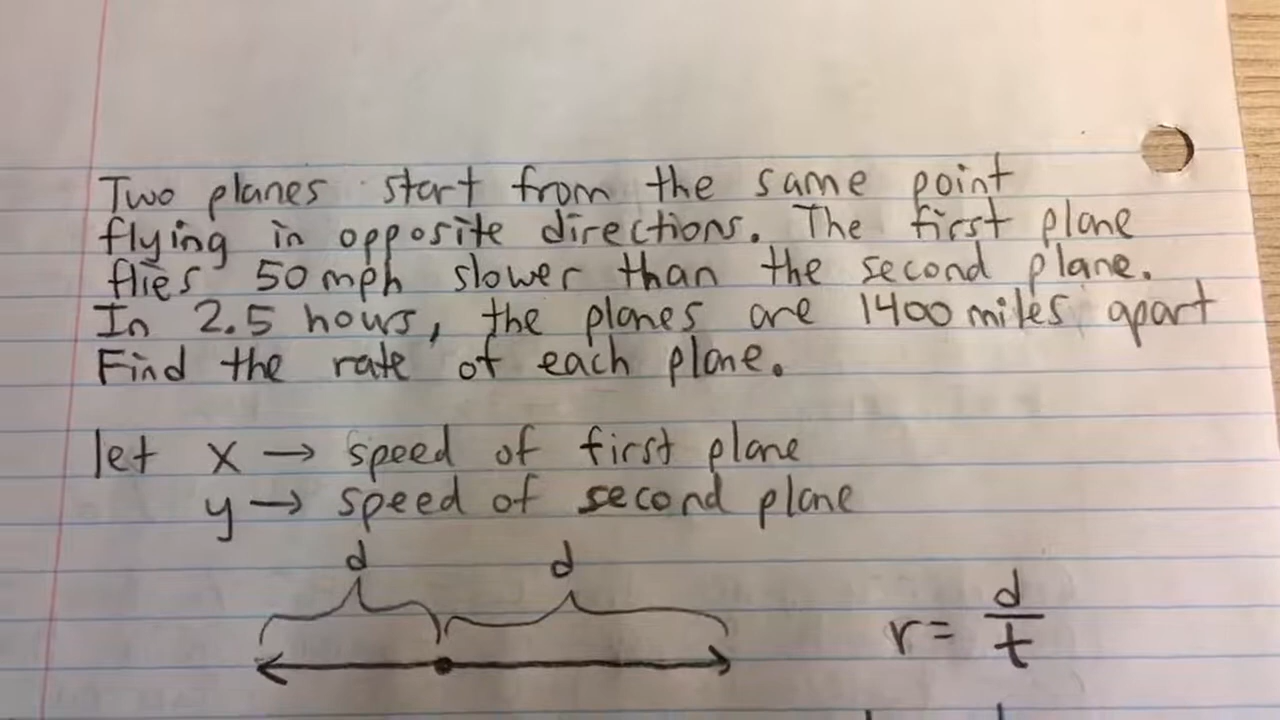 Two planes start from the same point
flying in opposite directions. The first plane
flies 50 mph slower than the second plane.
In 2.5 hours, the planes are 1400 miles apart
Find the rate of each plane.
let x → speed of first plane
y → speed of second plane
d d
r = d/t